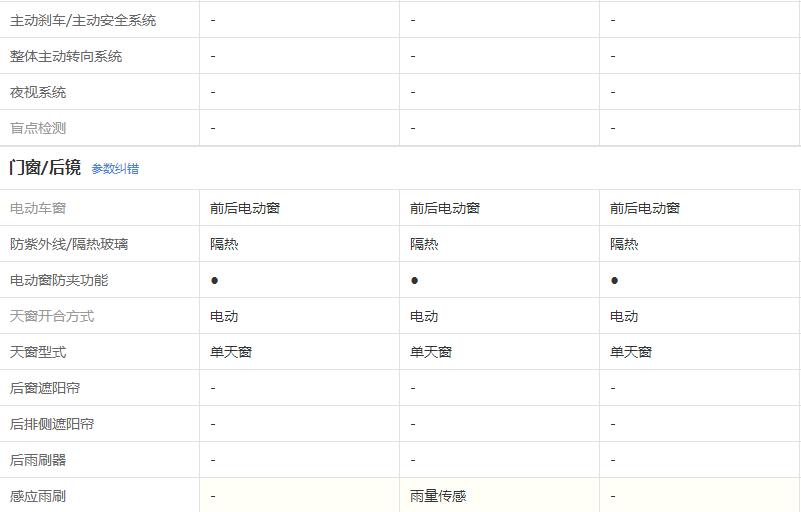 主动刹车/主动安全系统 - - -
整体主动转向系统 - - -
夜视系统 - - -
盲点检测 - - -
门窗/后镜 参数纠错
电动车窗 前后电动窗 前后电动窗 前后电动窗
防紫外线/隔热玻璃 隔热 隔热 隔热
电动窗防夹功能 ● ● ●
天窗开合方式 电动 电动 电动
天窗型式 单天窗 单天窗 单天窗
后窗遮阳帘 - - -
后排侧遮阳帘 - - -
后雨刷器 - - -
感应雨刷 - 雨量传感 -